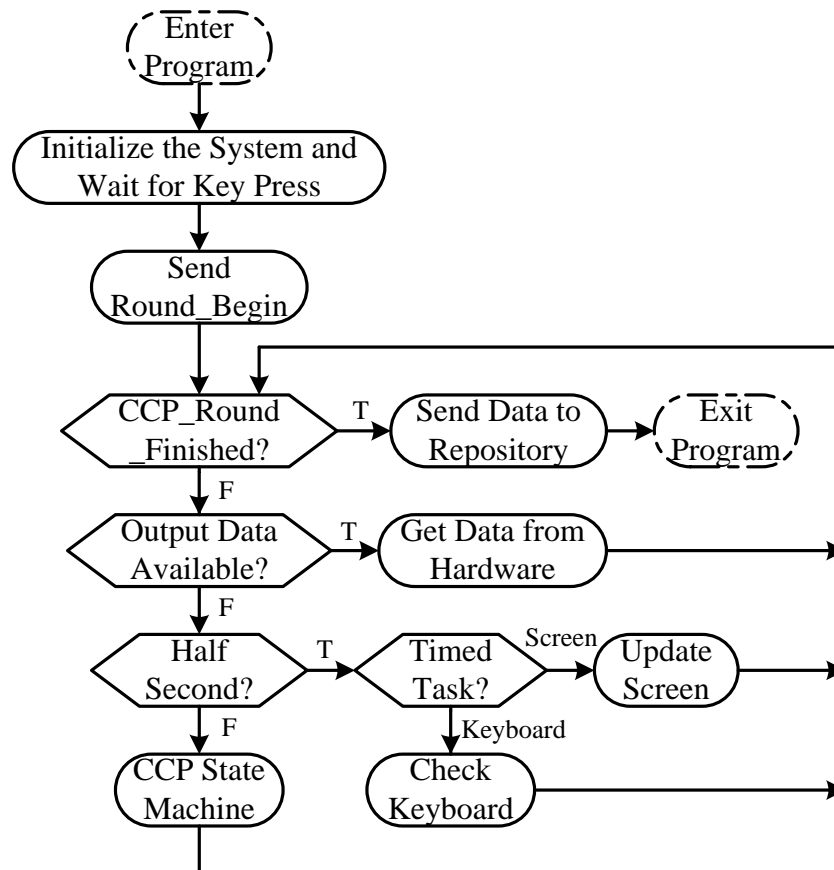 Enter
Program
Initialize the System and
Wait for Key Press
Send
Round_Begin
CCP_Round
_Finished?
T
Send Data to
Repository
Exit
Program
F
Output Data
Available?
T
Get Data from
Hardware
F
Half
Second?
T
Timed
Task?
Screen
Update
Screen
F
Keyboard
CCP State
Machine
Check
Keyboard